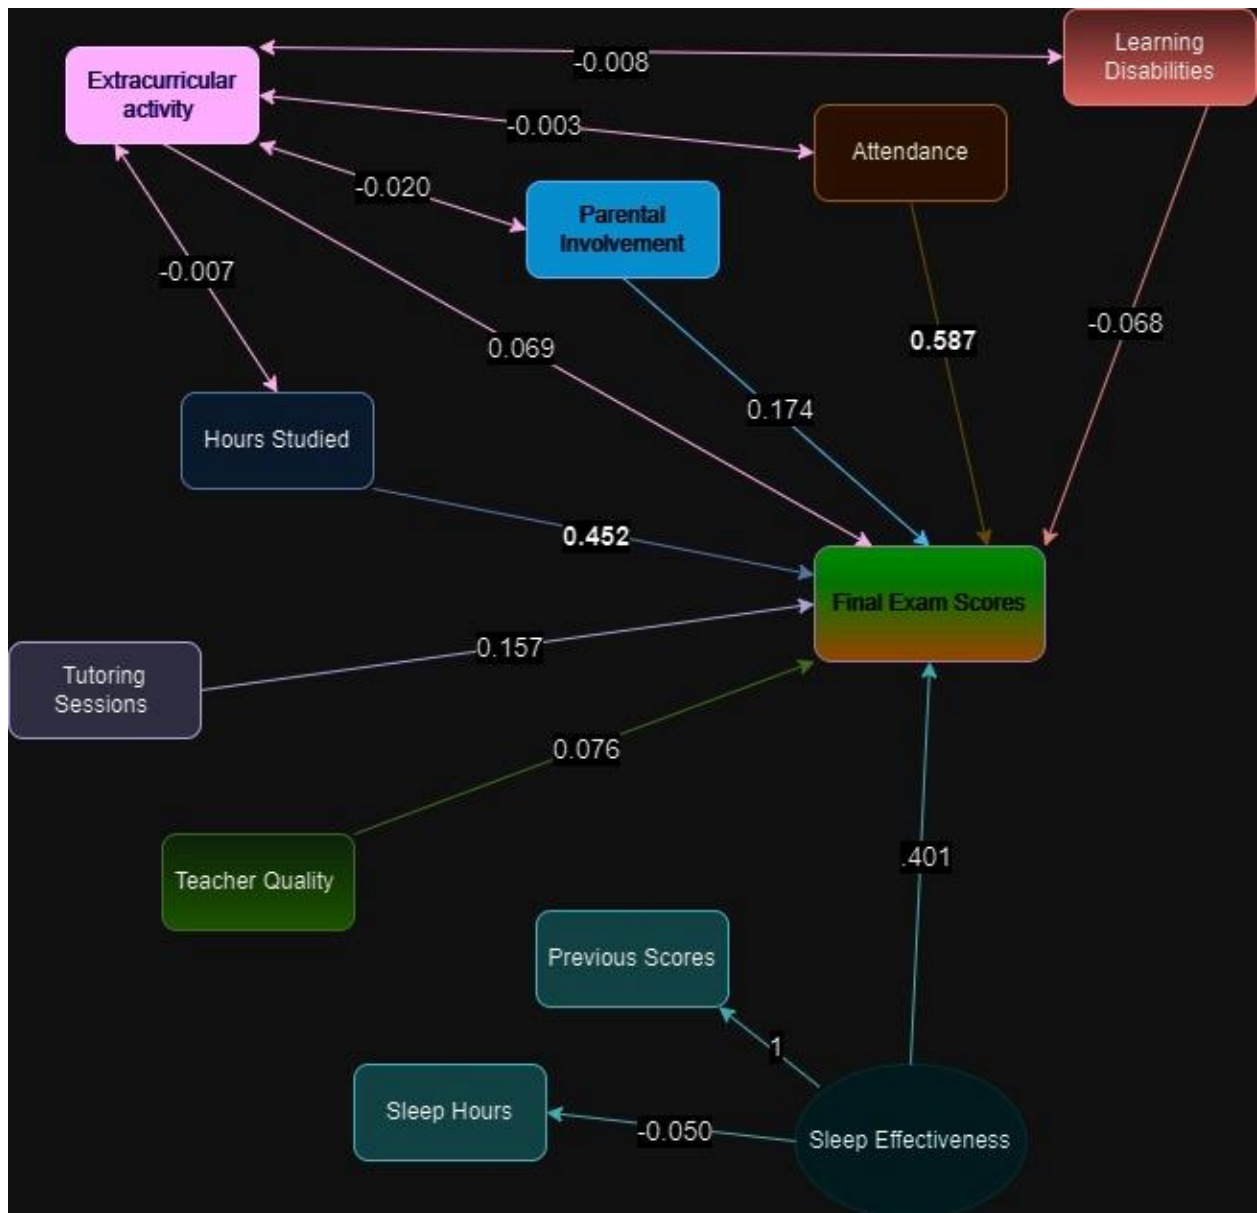 Learning
Disabilities
-0.008
Extracurricular
activity
-0.003
Attendance
-0.020
Parental
Involvement
-0.007
-0.068
0.587
0.069
0.174
Hours Studied
0.452
Final Exam Scores
0.157
Tutoring
Sessions
0.076
Teacher Quality
.401
Previous Scores
1
Sleep Hours
-0.050
Sleep Effectiveness